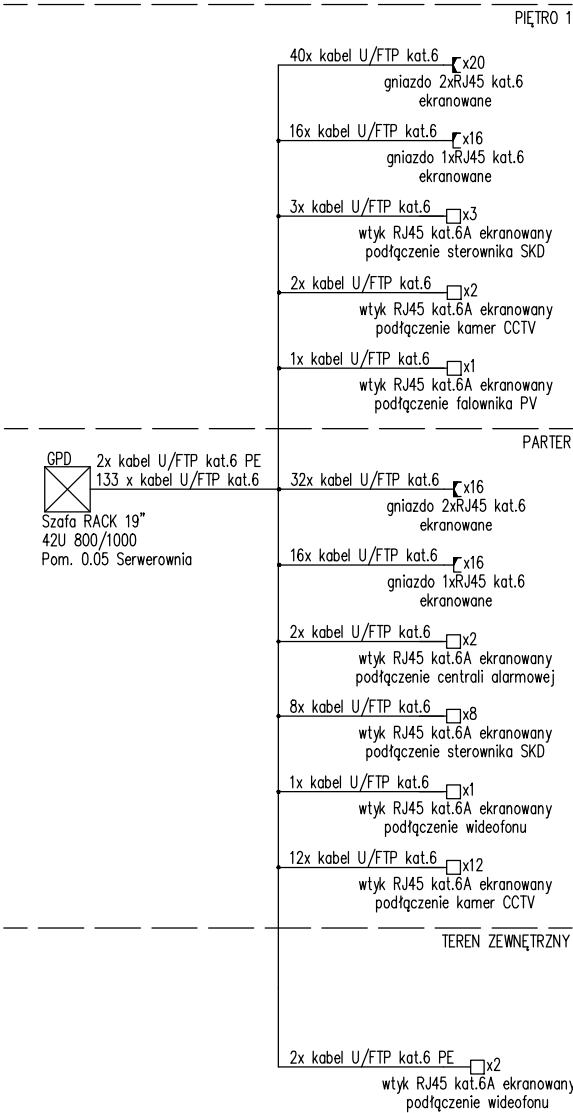 PIĘTRO 1
40x kabel U/FTP kat.6
x20
gniazdo 2xRJ45 kat.6
ekranowane
16x kabel U/FTP kat.6
x16
gniazdo 1xRJ45 kat.6
ekranowane
3x kabel U/FTP kat.6
x3
wtyk RJ45 kat.6A ekranowany
podłączenie sterownika SKD
2x kabel U/FTP kat.6
x2
wtyk RJ45 kat.6A ekranowany
podłączenie kamer CCTV
1x kabel U/FTP kat.6
x1
wtyk RJ45 kat.6A ekranowany
podłączenie falownika PV
PARTER
GPD
2x kabel U/FTP kat.6 PE
133 x kabel U/FTP kat.6
Szafa RACK 19"
42U 800/1000
Pom. 0.05 Serwerownia
32x kabel U/FTP kat.6
x16
gniazdo 2xRJ45 kat.6
ekranowane
16x kabel U/FTP kat.6
x16
gniazdo 1xRJ45 kat.6
ekranowane
2x kabel U/FTP kat.6
x2
wtyk RJ45 kat.6A ekranowany
podłączenie centrali alarmowej
8x kabel U/FTP kat.6
x8
wtyk RJ45 kat.6A ekranowany
podłączenie sterownika SKD
1x kabel U/FTP kat.6
x1
wtyk RJ45 kat.6A ekranowany
podłączenie wideofonu
12x kabel U/FTP kat.6
x12
wtyk RJ45 kat.6A ekranowany
podłączenie kamer CCTV
TEREN ZEWNĘTRZNY
2x kabel U/FTP kat.6 PE
x2
wtyk RJ45 kat.6A ekranowany
podłączenie wideofonu